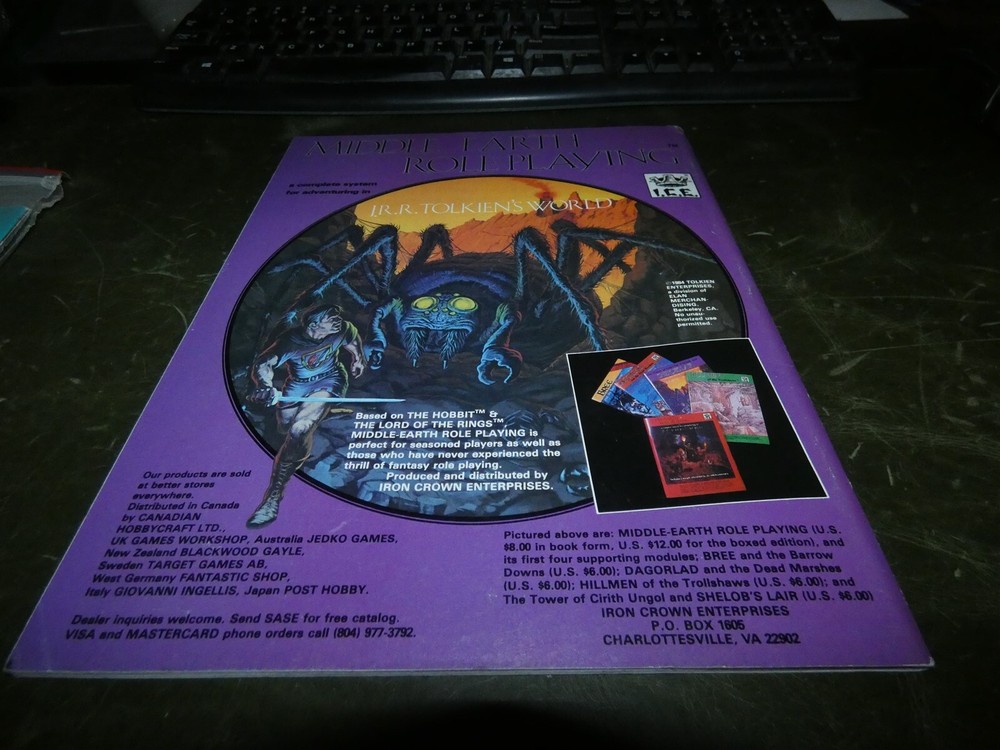 MIDDLE-EARTH
ROLE PLAYING™
a complete system
for adventuring in
I.C.E.
J.R.R. TOLKIEN'S WORLD
©1984 TOLKIEN
ENTERPRISES,
a division of
ELAN
MERCHAN-
DISING.
Berkeley, CA.
No unau-
thorized use
permitted.
BREE
Based on THE HOBBIT™ &
THE LORD OF THE RINGS™
MIDDLE-EARTH ROLE PLAYING is
perfect for seasoned players as well as
those who have never experienced the
thrill of fantasy role playing.
Produced and distributed by
IRON CROWN ENTERPRISES.
Our products are sold
at better stores
everywhere.
Distributed in Canada
by CANADIAN
HOBBYCRAFT LTD.,
UK GAMES WORKSHOP, Australia JEDKO GAMES,
New Zealand BLACKWOOD GAYLE,
Sweden TARGET GAMES AB,
West Germany FANTASTIC SHOP,
Italy GIOVANNI INGELLIS, Japan POST HOBBY.
Dealer inquiries welcome. Send SASE for free catalog.
VISA and MASTERCARD phone orders call (804) 977-3792.
Pictured above are: MIDDLE-EARTH ROLE PLAYING (U.S.
$8.00 in book form, U.S. $12.00 for the boxed edition), and
its first four supporting modules; BREE and the Barrow
Downs (U.S. $6.00); DAGORLAD and the Dead Marshes
(U.S. $6.00); HILLMEN of the Trollshaws (U.S. $6.00); and
The Tower of Cirith Ungol and SHELOB'S LAIR (U.S. $6.00)
IRON CROWN ENTERPRISES
P.O. BOX 1605
CHARLOTTESVILLE, VA 22902